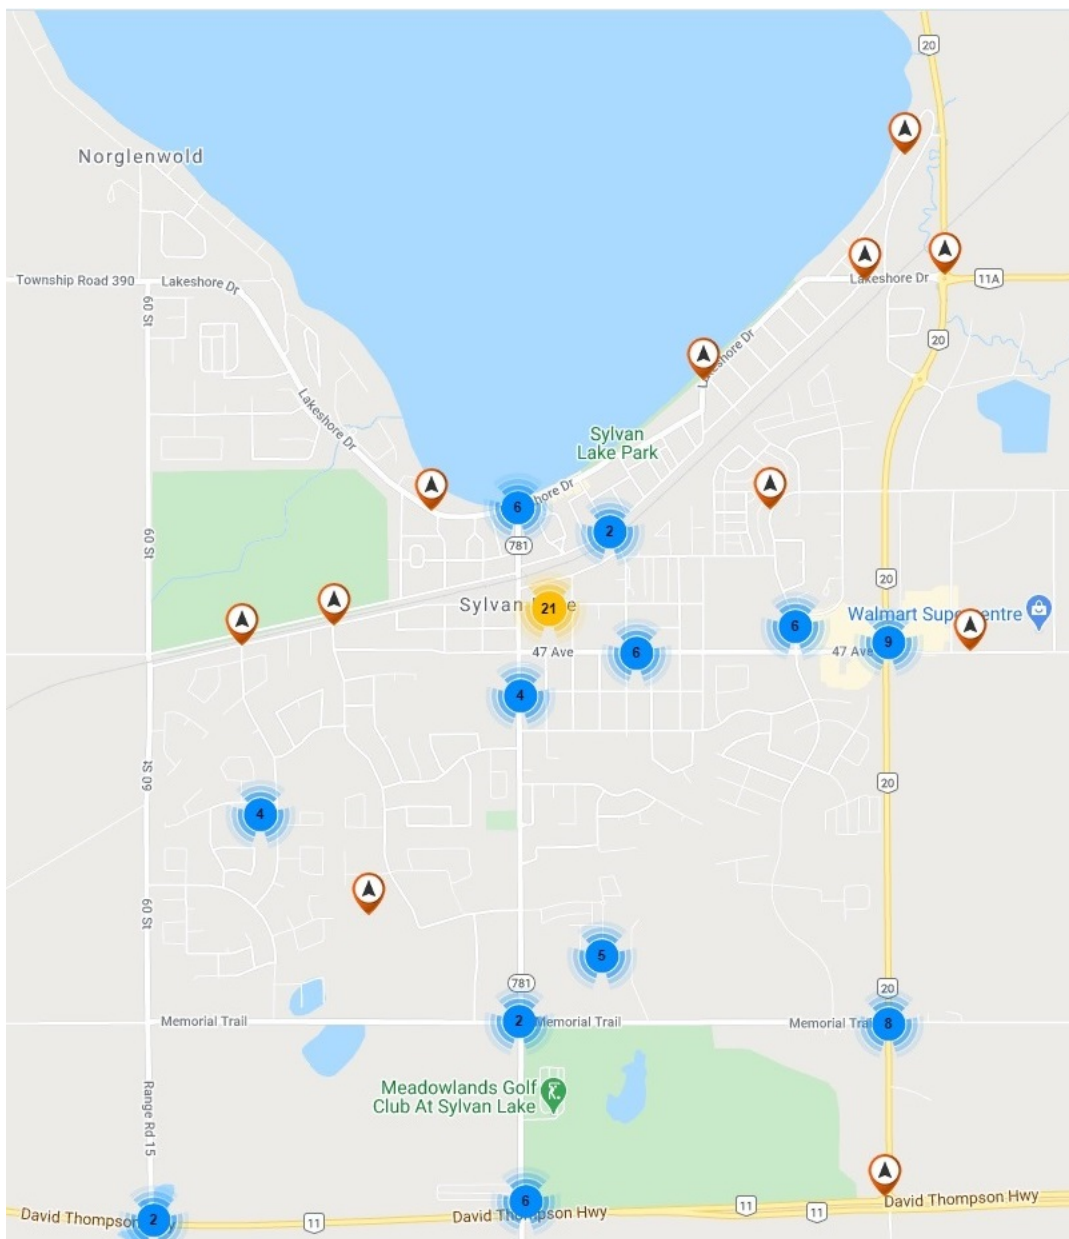 20
Norglenwold
Township Road 390
Lakeshore Dr
Lakeshore Dr
11A
60 St
20
Lakeshore Dr
Lakeshore Dr
Sylvan
Lake Park
6
hore Dr
2
781
60 St
20
Sylvan
21
Walmart Supe
entre
6
9
47 Ave
6
47 Ave
4
60 St
20
4
60 St
5
781
20
Memorial Trail
2
Memorial Trail
Memorial Trai
8
Meadowlands Golf
Club At Sylvan Lake
Range Rd 15
6
11
David Thompson Hwy
David Thomps
2
11
David Thompson Hwy
11